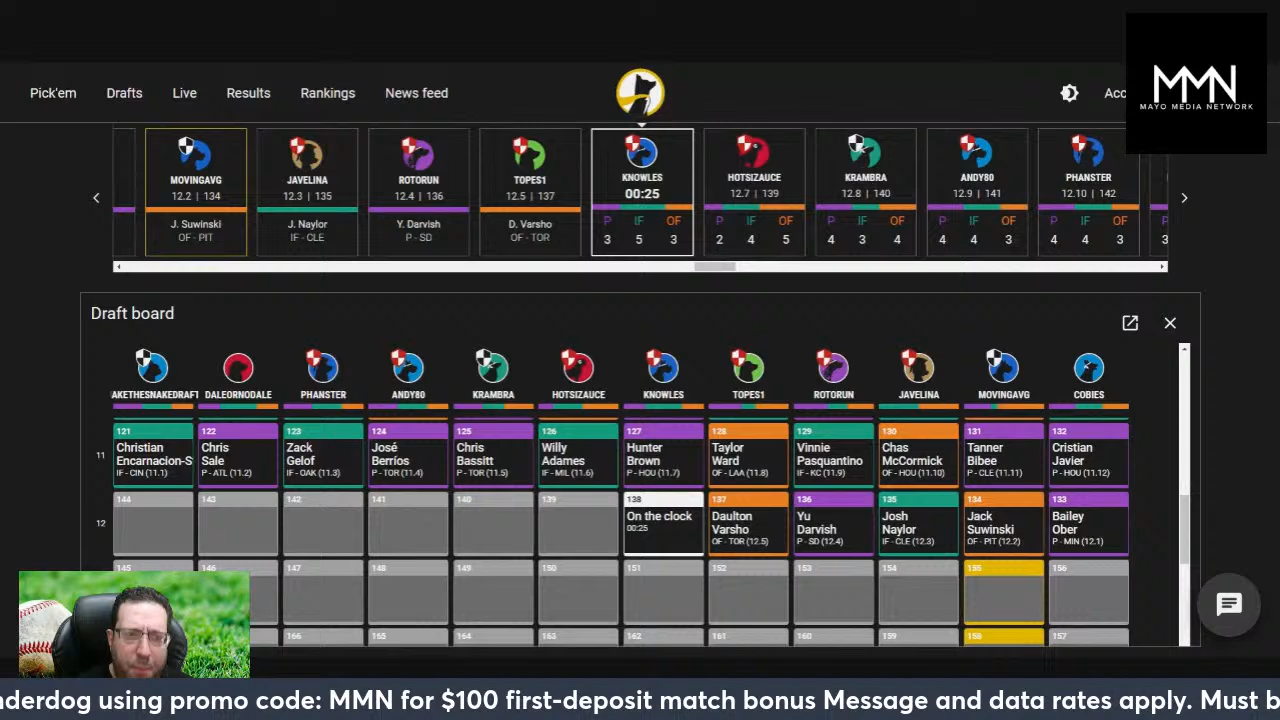 Pick'em Drafts Live Results Rankings News feed
MMN
MAYO MEDIA NETWORK
MOVINGAVG JAVELINA ROTORUN TOPES1 KNOWLES HOTSIZAUCE KRAMBRA ANDY80 PHANSTER
12.2 | 134 12.3 | 135 12.4 | 136 12.5 | 137 00:25 12.7 | 139 12.8 | 140 12.9 | 141 12.10 | 142
J. Suwinski J. Naylor Y. Darvish D. Varsho P IF OF P IF OF P IF OF P IF OF P IF OF
OF - PIT IF - CLE P - SD OF - TOR 3 5 3 2 4 5 4 3 4 4 4 3 4 4 3
Draft board
AKETHESNAKEDRAFT DALEORNODALE PHANSTER ANDY80 KRAMBRA HOTSIZAUCE KNOWLES TOPES1 ROTORUN JAVELINA MOVINGAVG COBIES
121 122 123 124 125 126 127 128 129 130 131 132
11 Christian Chris Zack José Chris Willy Hunter Taylor Vinnie Chas Tanner Cristian
Encarnacion-S Sale Gelof Berríos Bassitt Adames Brown Ward Pasquantino McCormick Bibee Javier
IF - CIN (11.1) P - ATL (11.2) IF - OAK (11.3) P - TOR (11.4) P - TOR (11.5) IF - MIL (11.6) P - HOU (11.7) OF - LAA (11.8) IF - KC (11.9) OF - HOU (11.10) P - CLE (11.11) P - HOU (11.12)
144 143 142 141 140 139 138 137 136 135 134 133
12 On the clock Daulton Yu Josh Jack Bailey
00:25 Varsho Darvish Naylor Suwinski Ober
OF - TOR (12.5) P - SD (12.4) IF - CLE (12.3) OF - PIT (12.2) P - MIN (12.1)
145 146 147 148 149 150 151 152 153 154 155 156
166 165 164 163 162 161 160 159 158 157
nderdog using promo code: MMN for $100 first-deposit match bonus Message and data rates apply. Must b